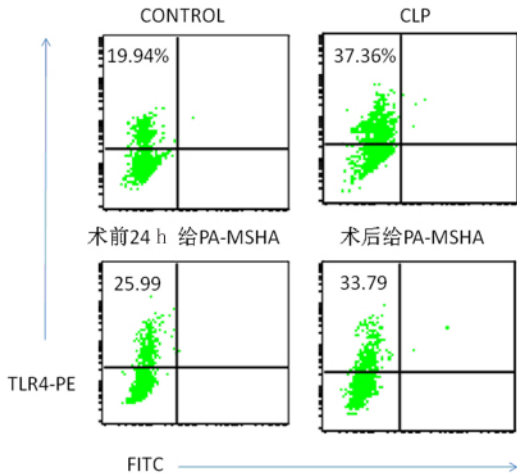 CONTROL
CLP
19.94%
37.36%
术前24 h 给PA-MSHA
术后给PA-MSHA
25.99
33.79
TLR4-PE
FITC